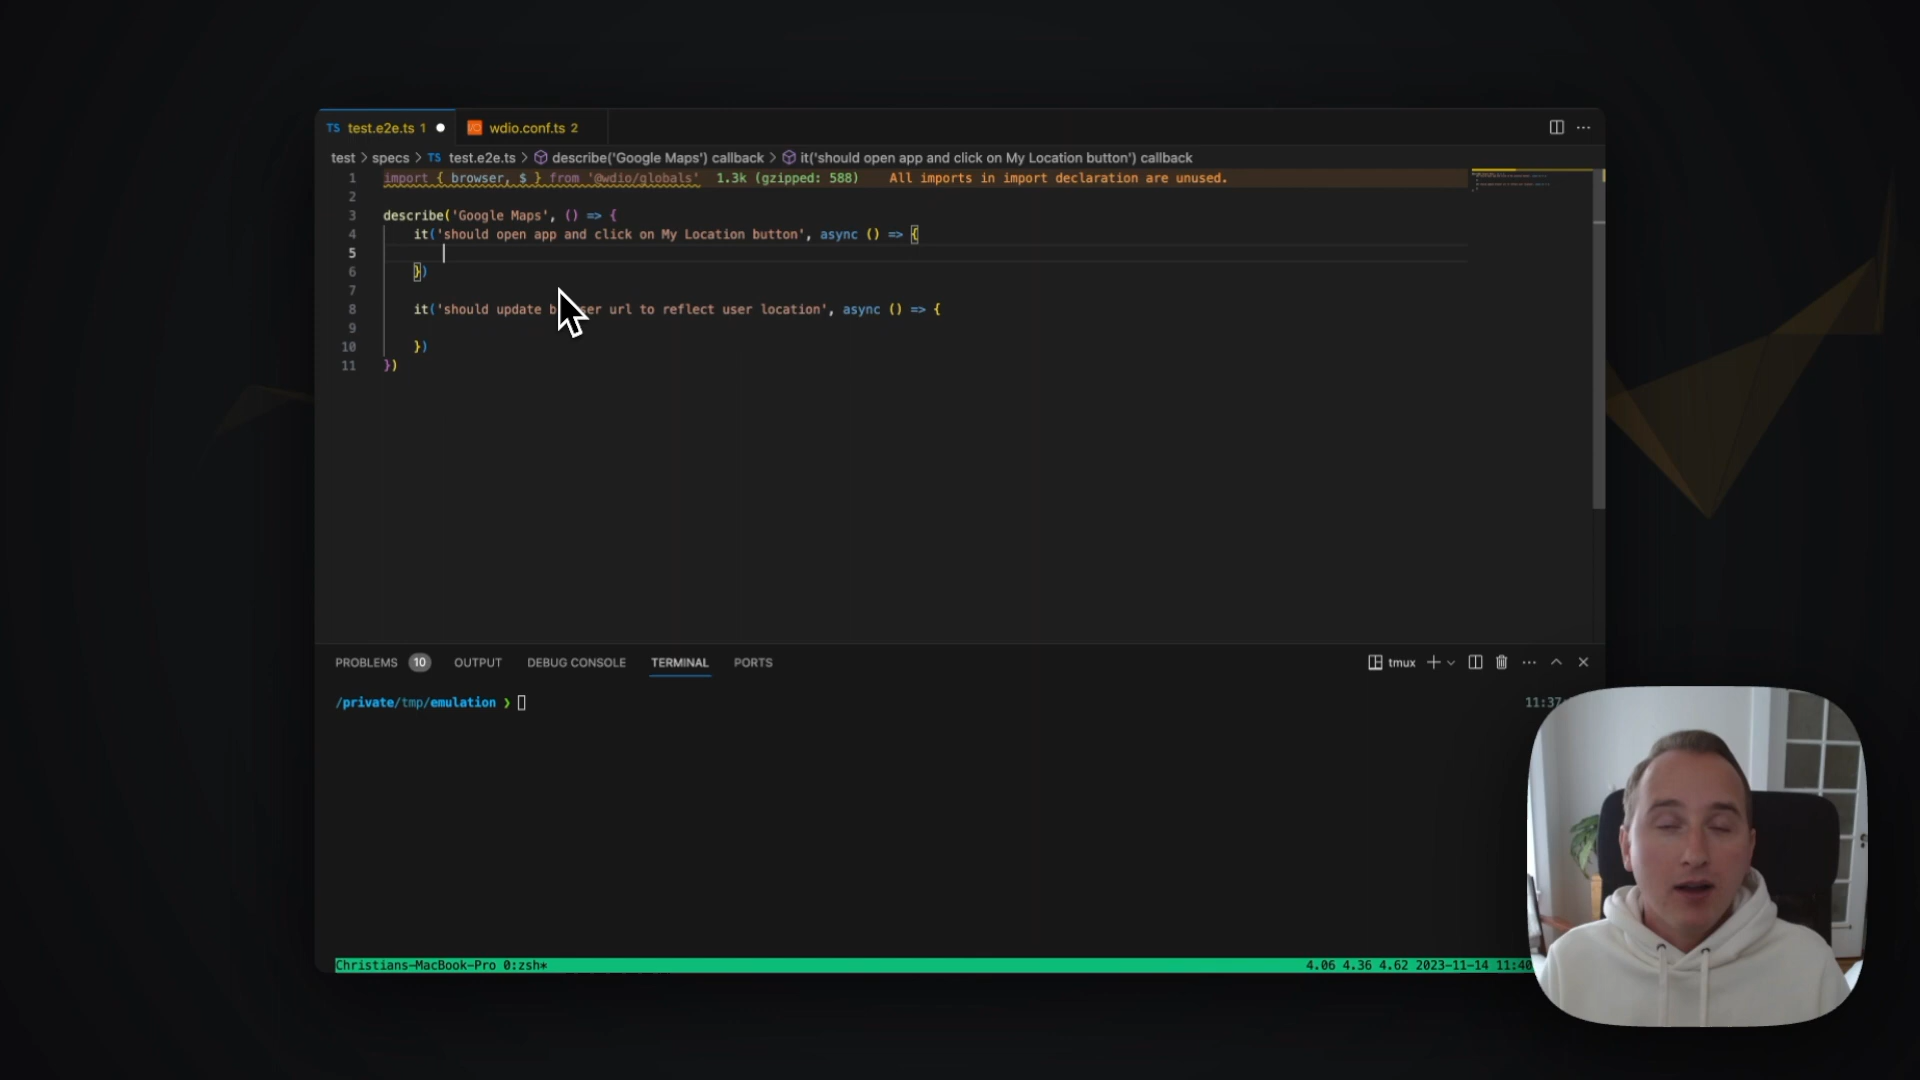 TS test.e2e.ts 1 wdio.conf.ts 2
test > specs > TS test.e2e.ts > describe('Google Maps') callback > it('should open app and click on My Location button') callback
1 import { browser, $ } from '@wdio/globals' 1.3k (gzipped: 588) All imports in import declaration are unused.
2
3 describe('Google Maps', () => {
4 it('should open app and click on My Location button', async () => {
5
6 })
7
8 it('should update b ser url to reflect user location', async () => {
9
10 })
11 })
PROBLEMS 10 OUTPUT DEBUG CONSOLE TERMINAL PORTS tmux
/private/tmp/emulation ❯ 11:37
Christians-MacBook-Pro 0:zsh* 4.06 4.36 4.62 2023-11-14 11:40